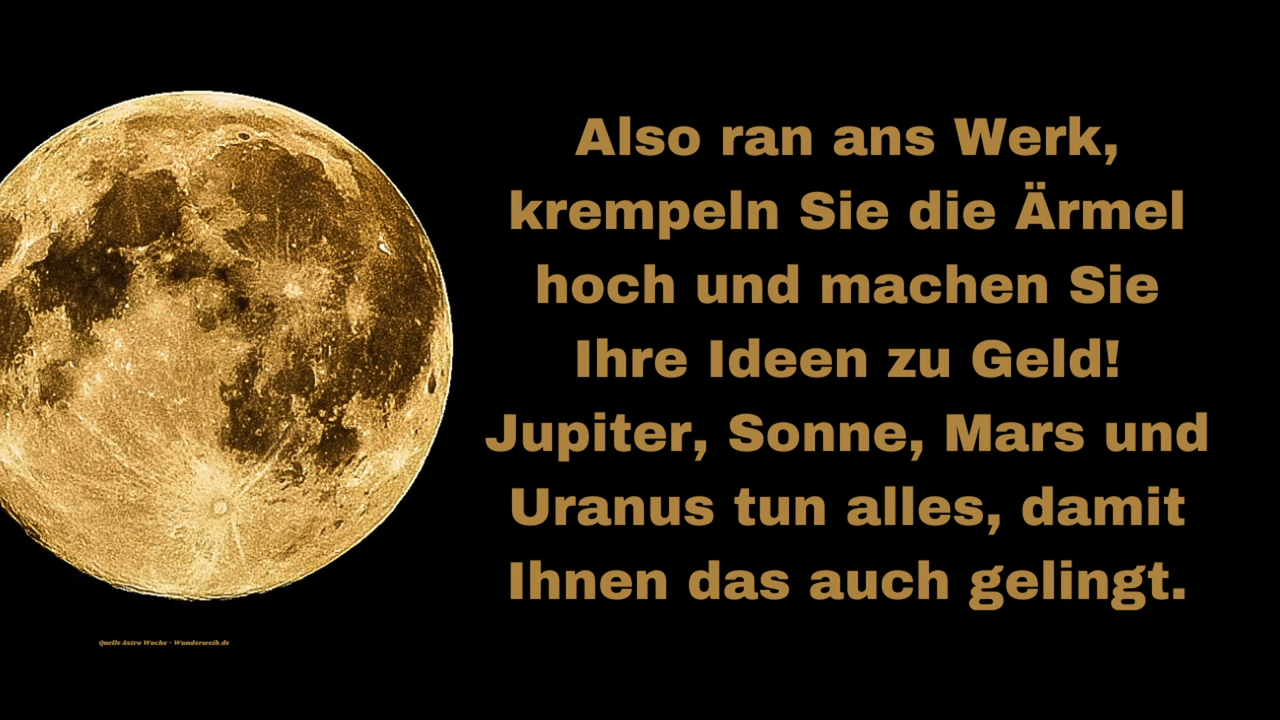 Also ran ans Werk,
krempeln Sie die Ärmel
hoch und machen Sie
Ihre Ideen zu Geld!
Jupiter, Sonne, Mars und
Uranus tun alles, damit
Ihnen das auch gelingt.
Quelle Astro Woche - Wunderweib.de